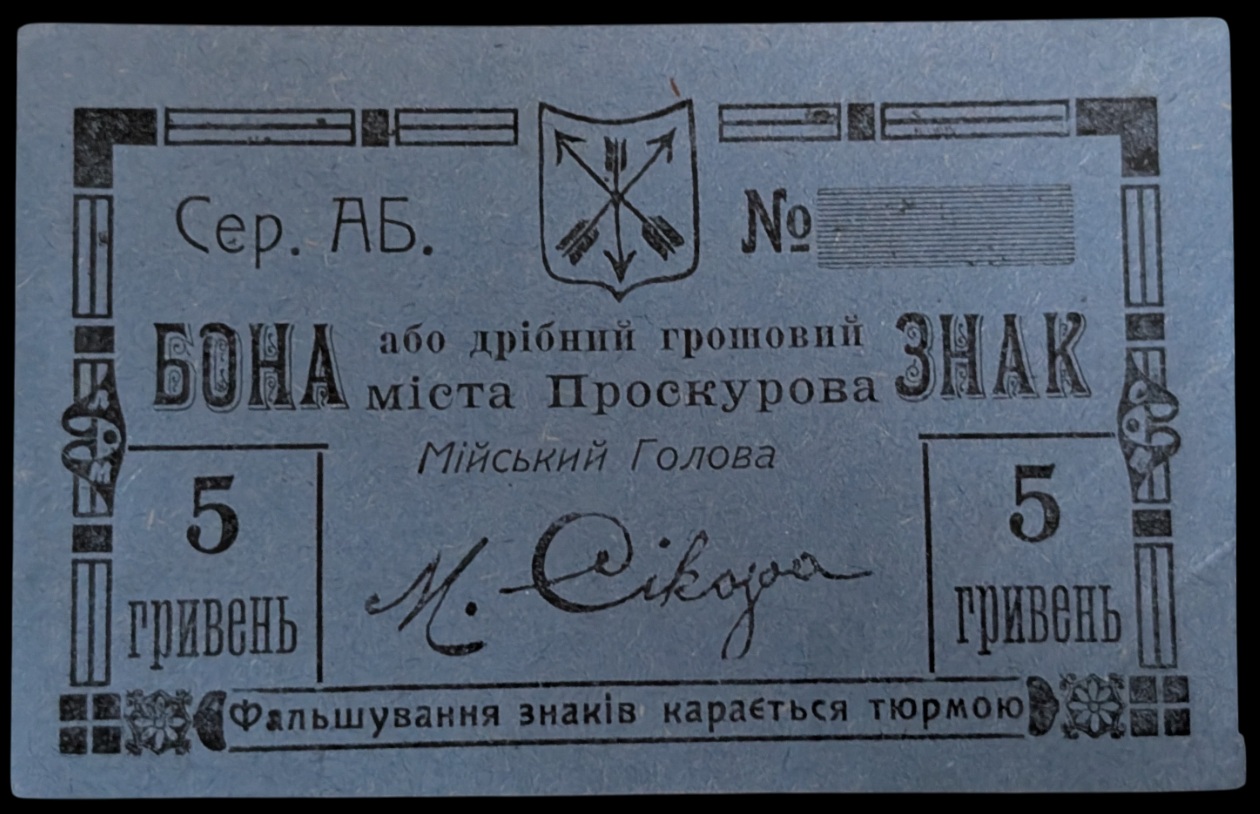 Сер. АБ. №
БОНА або дрібний грошовий ЗНАК
міста Проскурова
Мійський Голова
М. Сікора
5 гривень
5 гривень
Фальшування знаків карається тюрмою